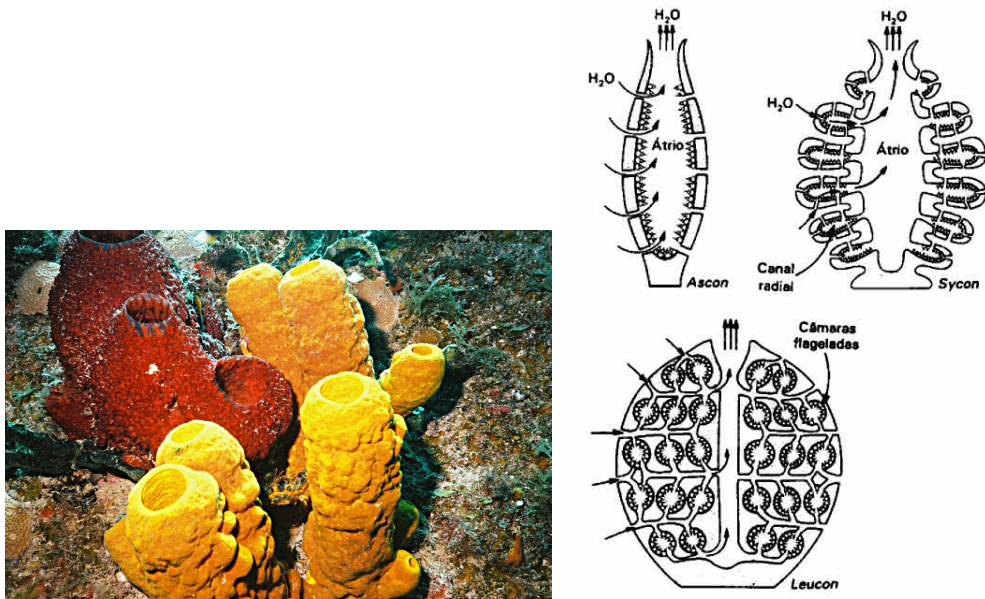 H₂O
H₂O
Átrio
Ascon
H₂O
H₂O
Átrio
Canal
radial
Sycon
Câmaras
flageladas
Leucon